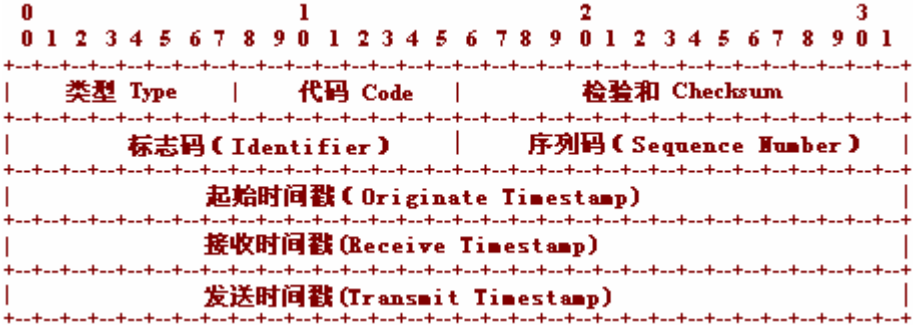 0 1 2 3
0 1 2 3 4 5 6 7 8 9 0 1 2 3 4 5 6 7 8 9 0 1 2 3 4 5 6 7 8 9 0 1
+--+--+--+--+--+--+--+--+--+--+--+--+--+--+--+--+--+--+--+--+--+--+--+--+--+--+--+--+--+--+--+--+
| 类型 Type | 代码 Code | 检验和 Checksum |
+--+--+--+--+--+--+--+--+--+--+--+--+--+--+--+--+--+--+--+--+--+--+--+--+--+--+--+--+--+--+--+--+
| 标志码(Identifier) | 序列码(Sequence Number) |
+--+--+--+--+--+--+--+--+--+--+--+--+--+--+--+--+--+--+--+--+--+--+--+--+--+--+--+--+--+--+--+--+
| 起始时间戳(Originate Timestamp) |
+--+--+--+--+--+--+--+--+--+--+--+--+--+--+--+--+--+--+--+--+--+--+--+--+--+--+--+--+--+--+--+--+
| 接收时间戳(Receive Timestamp) |
+--+--+--+--+--+--+--+--+--+--+--+--+--+--+--+--+--+--+--+--+--+--+--+--+--+--+--+--+--+--+--+--+
| 发送时间戳(Transmit Timestamp) |
+--+--+--+--+--+--+--+--+--+--+--+--+--+--+--+--+--+--+--+--+--+--+--+--+--+--+--+--+--+--+--+--+